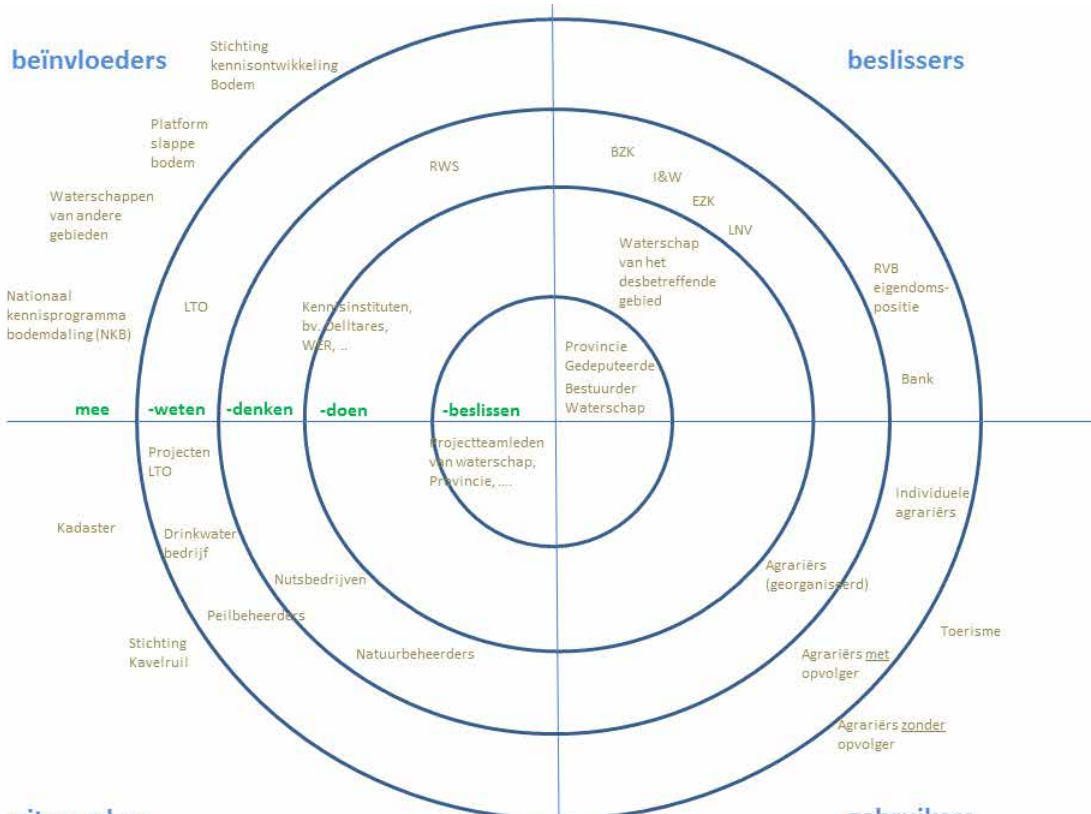 beïnvloeders
beslissers
Stichting
kennisontwikkeling
Bodem
Platform
slappe
bodem
Waterschappen
van andere
gebieden
Nationaal
kennisprogramma
bodemdaling (NKB)
LTO
RWS
Kennisinstituten,
bv. Delltares,
WER, ..
BZK
I&W
EZK
LNV
Waterschap
van het
desbetreffende
gebied
RVB
eigendoms-
positie
Bank
Provincie
Gedeputeerde
Bestuurder
Waterschap
mee -weten -denken -doen -beslissen
Projecten
LTO
Kadaster
Drinkwater
bedrijf
Nutsbedrijven
Peilbeheerders
Stichting
Kavelruil
Natuurbeheerders
Projectteamleden
van waterschap,
Provincie, ....
Individuele
agrariërs
Agrariërs
(georganiseerd)
Toerisme
Agrariërs met
opvolger
Agrariërs zonder
opvolger